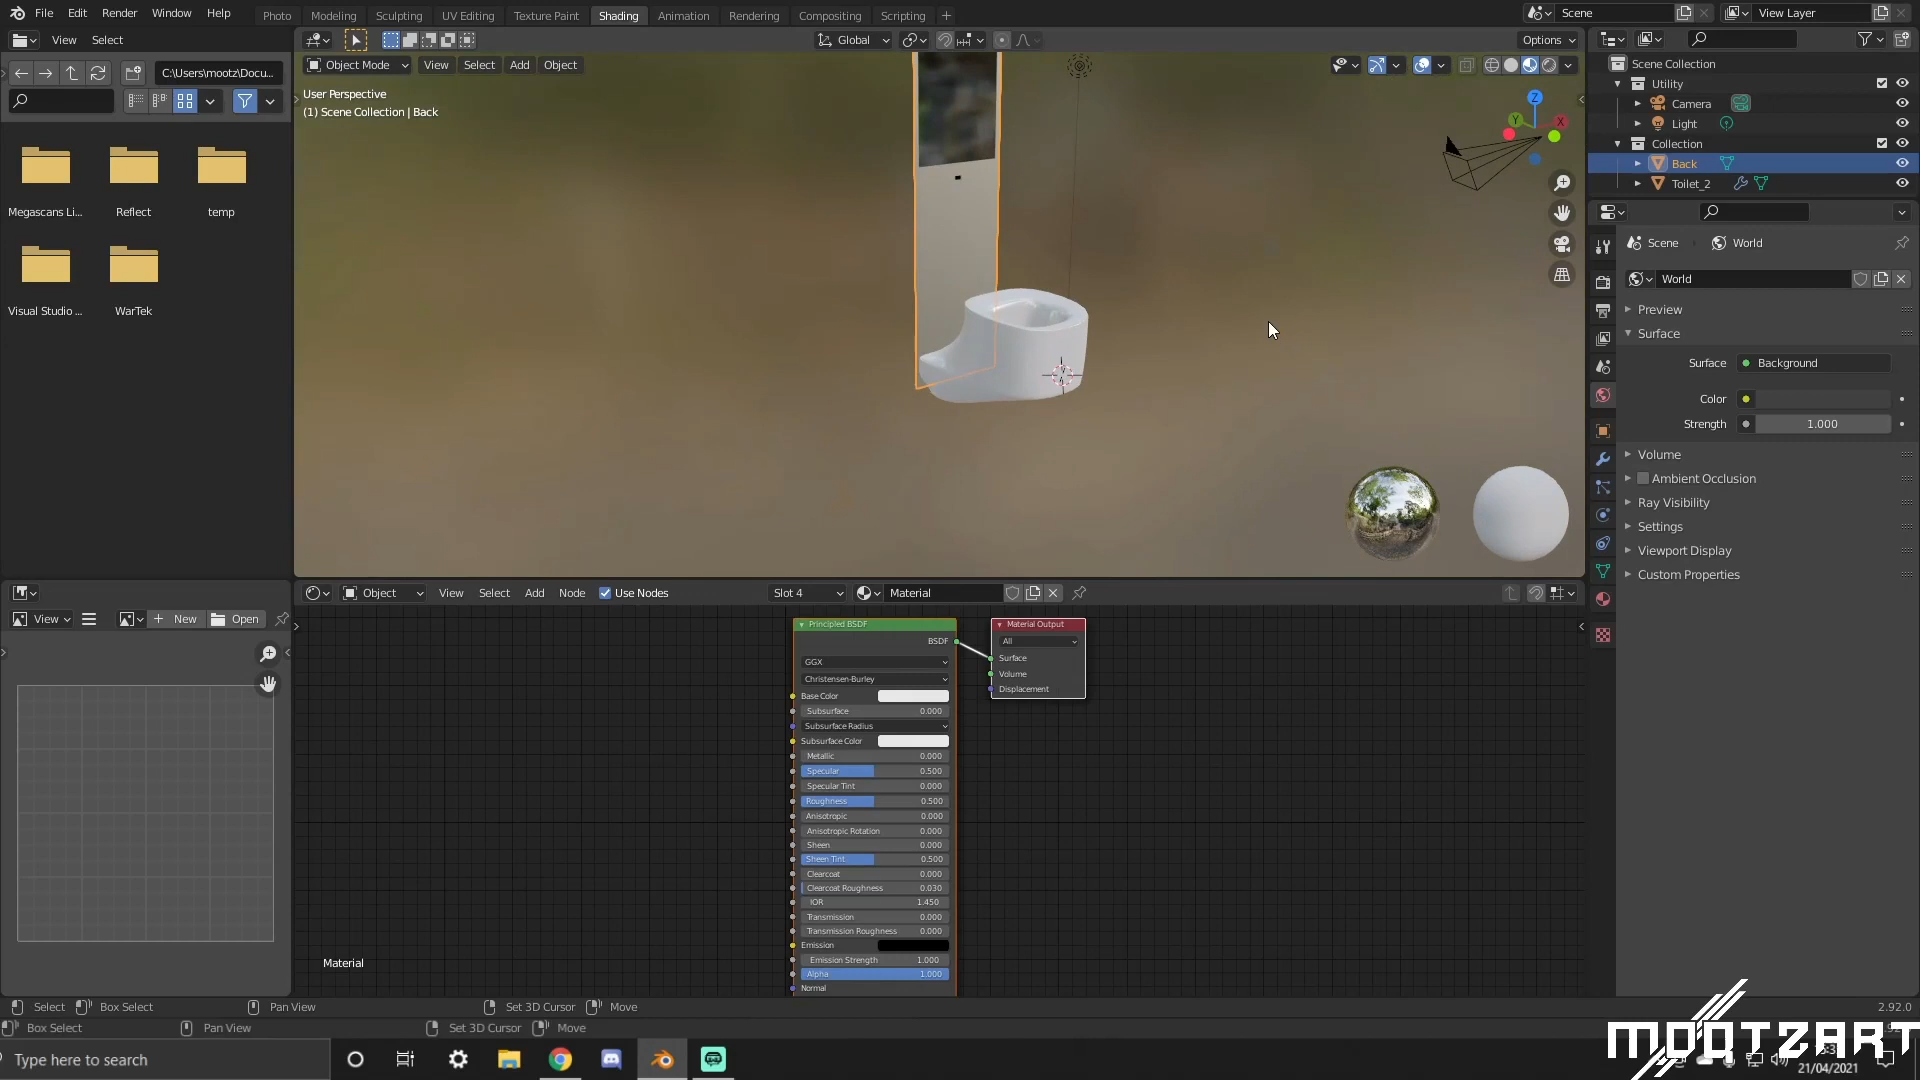 File Edit Render Window Help
Photo Modeling Sculpting UV Editing Texture Paint Shading Animation Rendering Compositing Scripting +
Scene
View Layer
View Select
Global
Options
C:\Users\mootz\Docu...
Object Mode View Select Add Object
User Perspective
(1) Scene Collection | Back
Z
Y
X
Megascans Li...
Reflect
temp
Visual Studio ...
WarTek
Scene Collection
Utility
Camera
Light
Collection
Back
Toilet_2
Scene
World
World
Preview
Surface
Surface Background
Color
Strength 1.000
Volume
Ambient Occlusion
Ray Visibility
Settings
Viewport Display
Custom Properties
View
New
Open
Object View Select Add Node Use Nodes Slot 4 Material
Principled BSDF
BSDF
GGX
Christensen-Burley
Base Color
Subsurface 0.000
Subsurface Radius
Subsurface Color
Metallic 0.000
Specular 0.500
Specular Tint 0.000
Roughness 0.500
Anisotropic 0.000
Anisotropic Rotation 0.000
Sheen 0.000
Sheen Tint 0.500
Clearcoat 0.000
Clearcoat Roughness 0.030
IOR 1.450
Transmission 0.000
Transmission Roughness 0.000
Emission
Emission Strength 1.000
Alpha 1.000
Normal
Material Output
All
Surface
Volume
Displacement
Material
Select Box Select Pan View Set 3D Cursor Move
2.92.0
Box Select Pan View Set 3D Cursor Move
Type here to search
MOOTZART
21/04/2021